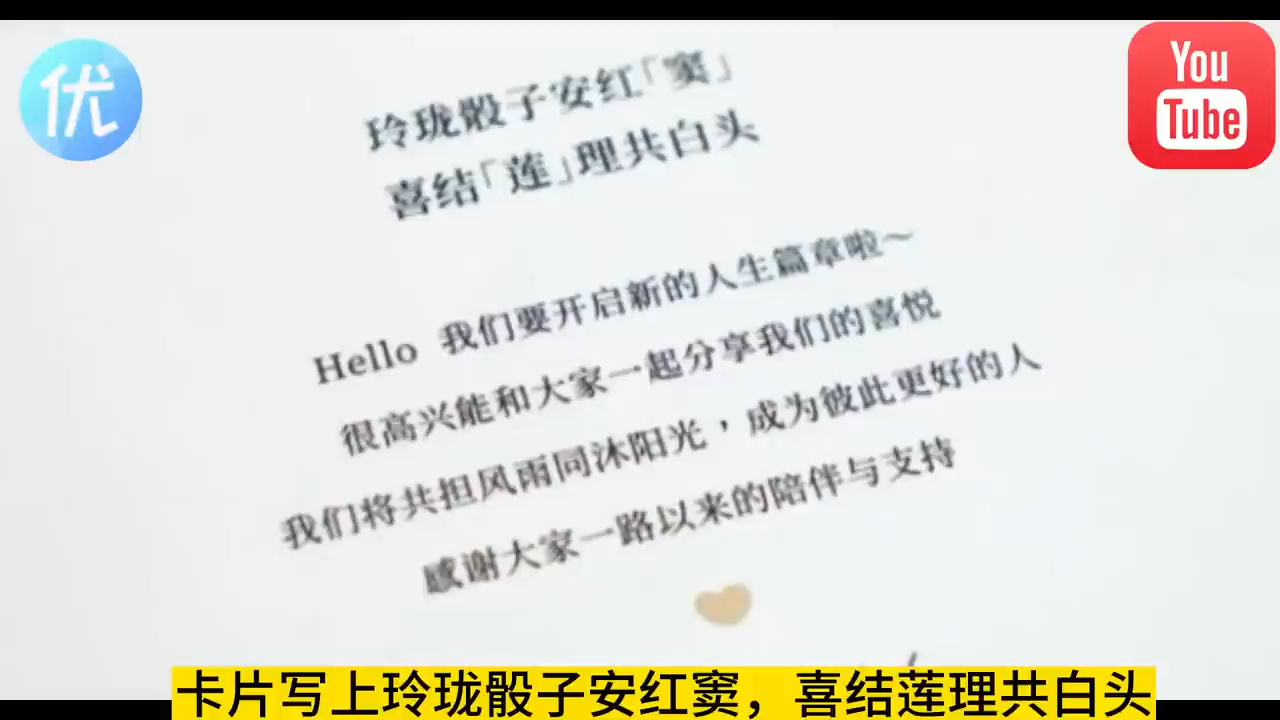 优
You
Tube
玲珑骰子安红「窦」
喜结「莲」理共白头
Hello 我们要开启新的人生篇章啦～
很高兴能和大家一起分享我们的喜悦
我们将共担风雨同沐阳光，成为彼此更好的人
感谢大家一路以来的陪伴与支持
卡片写上玲珑骰子安红窦，喜结莲理共白头